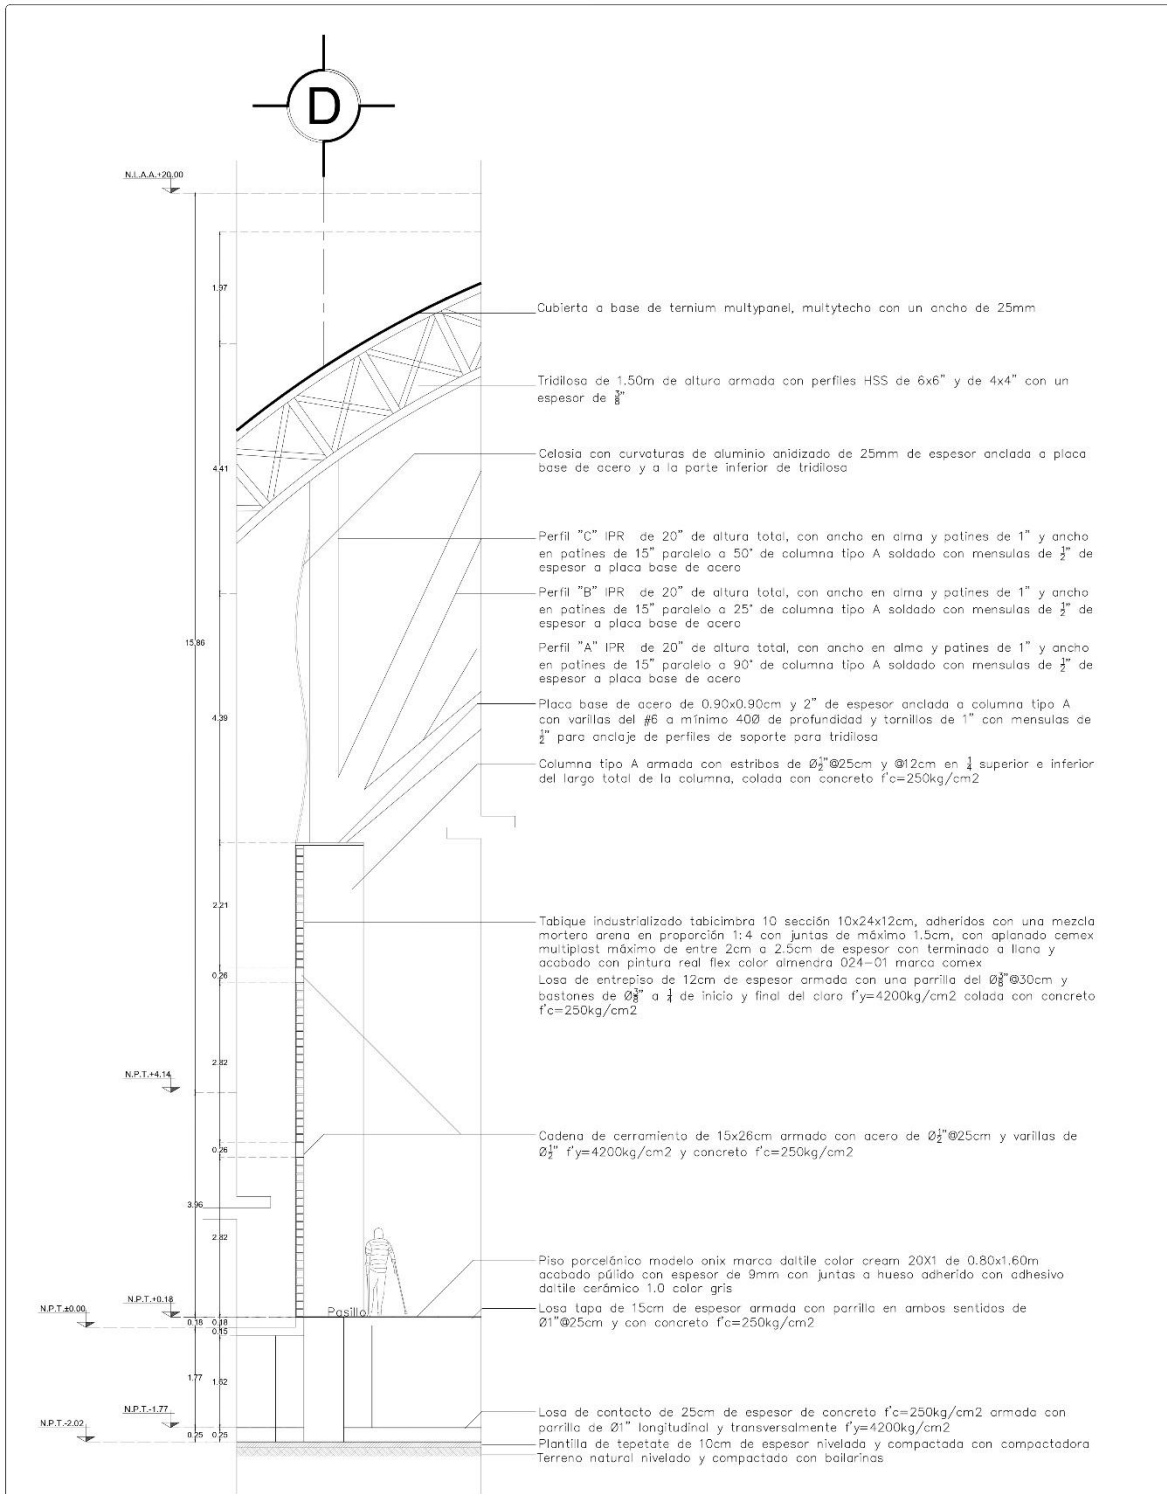 D
N.L.A.A.+20.00
1.97
Cubierta a base de ternium multypanel, multytecho con un ancho de 25mm
Tridilosa de 1.50m de altura armada con perfiles HSS de 6x6" y de 4x4" con un
espesor de 3/8"
Celosia con curvaturas de aluminio anidizado de 25mm de espesor anclada a placa
base de acero y a la parte inferior de tridilosa
4.41
Perfil "C" IPR de 20" de altura total, con ancho en alma y patines de 1" y ancho
en patines de 15" paralelo a 50° de columna tipo A soldado con mensulas de 1/2" de
espesor a placa base de acero
Perfil "B" IPR de 20" de altura total, con ancho en alma y patines de 1" y ancho
en patines de 15" paralelo a 25° de columna tipo A soldado con mensulas de 1/2" de
espesor a placa base de acero
Perfil "A" IPR de 20" de altura total, con ancho en alma y patines de 1" y ancho
en patines de 15" paralelo a 90° de columna tipo A soldado con mensulas de 1/2" de
espesor a placa base de acero
15.86
4.39
Placa base de acero de 0.90x0.90cm y 2" de espesor anclada a columna tipo A
con varillas del #6 a mínimo 40Ø de profundidad y tornillos de 1" con mensulas de
1/2" para anclaje de perfiles de soporte para tridilosa
Columna tipo A armada con estribos de Ø1/2"@25cm y @12cm en 1/4 superior e inferior
del largo total de la columna, colada con concreto f'c=250kg/cm2
2.21
Tabique industrializado tabicimbra 10 sección 10x24x12cm, adheridos con una mezcla
mortero arena en proporción 1:4 con juntas de máximo 1.5cm, con aplanado cemex
multiplast máximo de entre 2cm a 2.5cm de espesor con terminado a llana y
acabado con pintura real flex color almendra 024-01 marca comex
0.26
Losa de entrepiso de 12cm de espesor armada con una parrilla del Ø3/8"@30cm y
bastones de Ø3/8" a 1/4 de inicio y final del claro f'y=4200kg/cm2 colada con concreto
f'c=250kg/cm2
2.82
N.P.T.+4.14
0.26
Cadena de cerramiento de 15x26cm armado con acero de Ø1/2"@25cm y varillas de
Ø1/2" f'y=4200kg/cm2 y concreto f'c=250kg/cm2
3.96
2.82
Piso porcelánico modelo onix marca daltile color cream 20X1 de 0.80x1.60m
acabado púlido con espesor de 9mm con juntas a hueso adherido con adhesivo
daltile cerámico 1.0 color gris
N.P.T.±0.00
N.P.T.+0.18
Pasillo
0.18
0.18
0.15
Losa tapa de 15cm de espesor armada con parrilla en ambos sentidos de
Ø1"@25cm y con concreto f'c=250kg/cm2
1.77
1.62
N.P.T.-2.02
N.P.T.-1.77
0.25
0.25
Losa de contacto de 25cm de espesor de concreto f'c=250kg/cm2 armada con
parrilla de Ø1" longitudinal y transversalmente f'y=4200kg/cm2
Plantilla de tepetate de 10cm de espesor nivelada y compactada con compactadora
Terreno natural nivelado y compactado con bailarinas